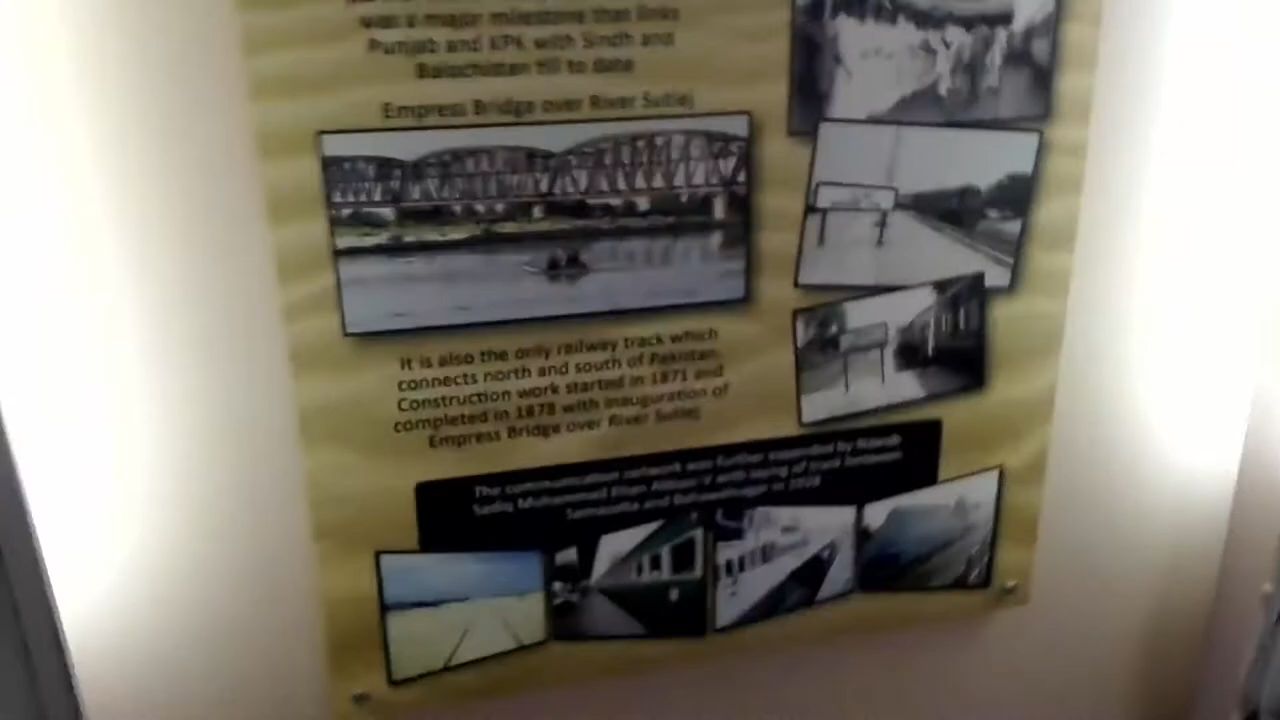 was a major milestone that links
Punjab and KPK with Sindh and
Balochistan till to date
Empress Bridge over River Sutlej
It is also the only railway track which
connects north and south of Pakistan.
Construction work started in 1871 and
completed in 1878 with inauguration of
Empress Bridge over River Sutlej
The communication network was further expanded by Nawab
Sadiq Muhammad Khan Abbasi V with laying of track between
Samasatta and Bahawalnagar in